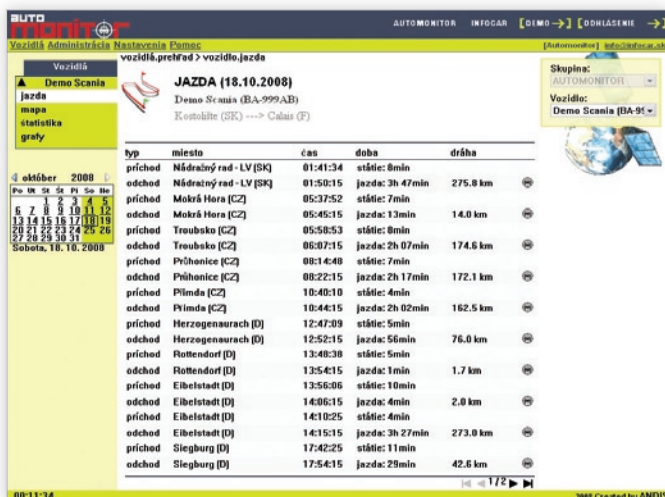 AUTO
monitor
AUTOMONITOR INFOCAR [DEMO →] [ODHLÁSENIE →]
Vozidlá Administrácia Nastavenia Pomoc
[Automonitor] info@infocar.sk
Vozidlá
▲ Demo Scania
jazda
mapa
štatistika
grafy
október 2008
Po Ut St Št Pi So Ne
1 2 3 4 5
6 7 8 9 10 11 12
13 14 15 16 17 18 19
20 21 22 23 24 25 26
27 28 29 30 31
Sobota, 18. 10. 2008
vozidlá.prehľad > vozidlo.jazda
JAZDA (18.10.2008)
Demo Scania (BA-999AB)
Kostolište (SK) ---> Calais (F)
Skupina:
AUTOMONITOR
Vozidlo:
Demo Scania (BA-99
typ miesto čas doba dráha
príchod Nádražný rad - LV (SK) 01:41:34 státie: 8min
odchod Nádražný rad - LV (SK) 01:50:15 jazda: 3h 47min 275.8 km
príchod Mokrá Hora (CZ) 05:37:52 státie: 7min
odchod Mokrá Hora (CZ) 05:45:15 jazda: 13min 14.0 km
príchod Troubsko (CZ) 05:58:53 státie: 8min
odchod Troubsko (CZ) 06:07:15 jazda: 2h 07min 174.6 km
príchod Průhonice (CZ) 08:14:48 státie: 7min
odchod Průhonice (CZ) 08:22:15 jazda: 2h 17min 172.1 km
príchod Přimda (CZ) 10:40:10 státie: 4min
odchod Přimda (CZ) 10:44:15 jazda: 2h 02min 162.5 km
príchod Herzogenaurach (D) 12:47:09 státie: 5min
odchod Herzogenaurach (D) 12:52:15 jazda: 56min 76.0 km
príchod Rottendorf (D) 13:48:38 státie: 5min
odchod Rottendorf (D) 13:54:15 jazda: 1min 1.7 km
príchod Eibelstadt (D) 13:56:06 státie: 10min
odchod Eibelstadt (D) 14:06:15 jazda: 4min 2.0 km
príchod Eibelstadt (D) 14:10:25 státie: 4min
odchod Eibelstadt (D) 14:15:15 jazda: 3h 27min 273.0 km
príchod Siegburg (D) 17:42:25 státie: 11min
odchod Siegburg (D) 17:54:15 jazda: 29min 42.6 km
1/2
00:11:34
2008 Created by ANDIS